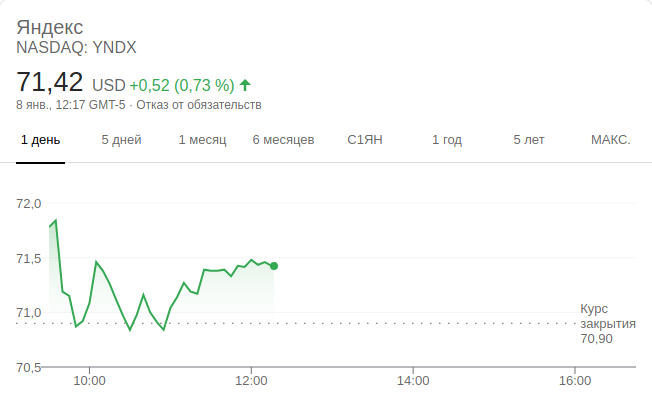 Яндекс
NASDAQ: YNDX
71,42 USD +0,52 (0,73 %)
8 янв., 12:17 GMT-5 · Отказ от обязательств
1 день 5 дней 1 месяц 6 месяцев С1ЯН 1 год 5 лет МАКС.
72,0
71,5
71,0
70,5
Курс
закрытия
70,90
10:00 12:00 14:00 16:00